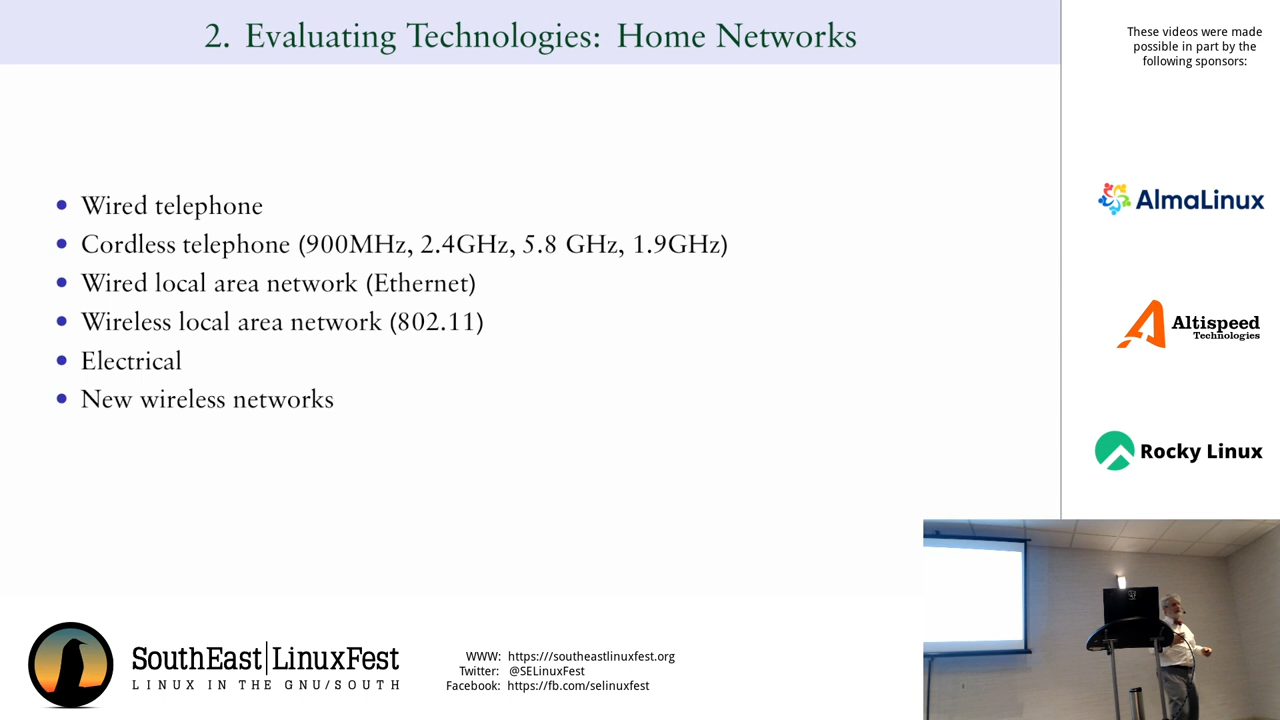 2. Evaluating Technologies: Home Networks
These videos were made
possible in part by the
following sponsors:
• Wired telephone
• Cordless telephone (900MHz, 2.4GHz, 5.8 GHz, 1.9GHz)
• Wired local area network (Ethernet)
• Wireless local area network (802.11)
• Electrical
• New wireless networks
AlmaLinux
Altispeed
Technologies
Rocky Linux
SouthEast|LinuxFest
LINUX IN THE GNU/SOUTH
WWW: https:///southeastlinuxfest.org
Twitter: @SELinuxFest
Facebook: https://fb.com/selinuxfest